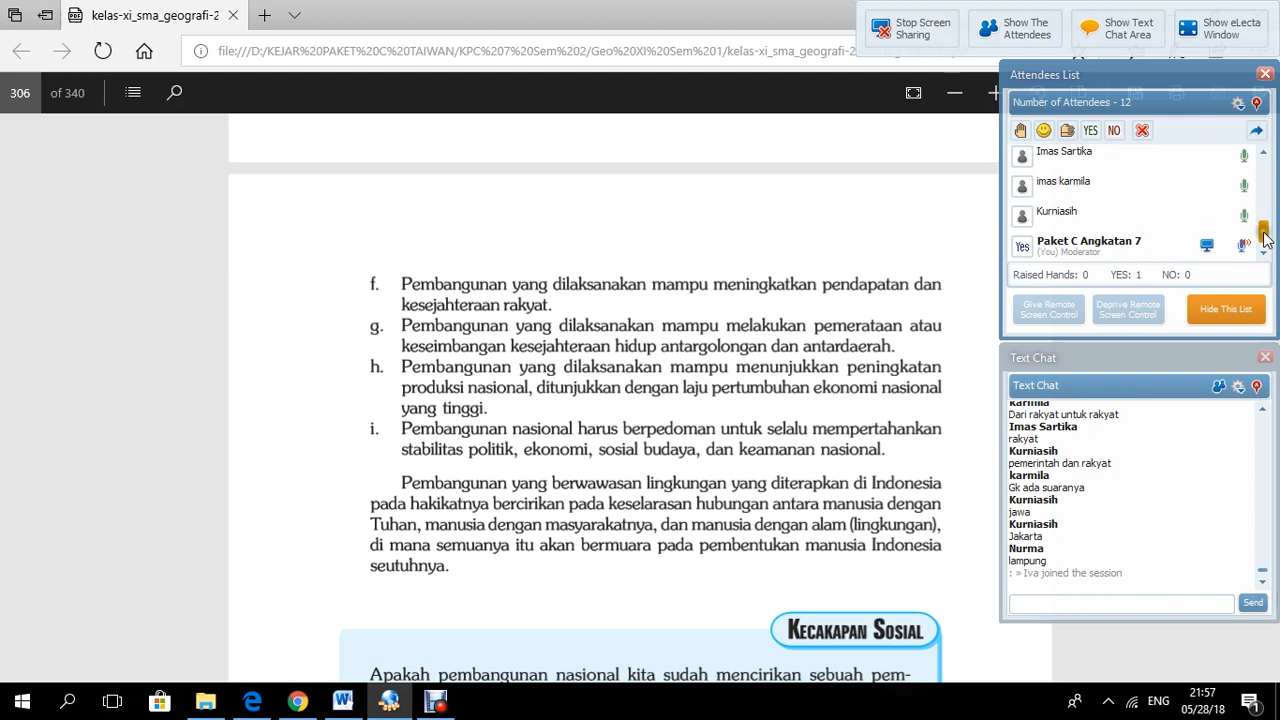 kelas-xi_sma_geografi-2
Stop Screen Sharing
Show The Attendees
Show Text Chat Area
Show eLecta Window
file:///D:/KEJAR%20PAKET%20C%20TAIWAN/KPC%207%20Sem%202/Geo%20XI%20Sem%201/kelas-xi_sma_geografi-2
306 of 340
Attendees List
Number of Attendees - 12
YES NO
Imas Sartika
imas karmila
Kurniasih
Yes Paket C Angkatan 7
(You) Moderator
Raised Hands: 0 YES: 1 NO: 0
Give Remote Screen Control
Deprive Remote Screen Control
Hide This List
Text Chat
Text Chat
karmila
Dari rakyat untuk rakyat
Imas Sartika
rakyat
Kurniasih
pemerintah dan rakyat
karmila
Gk ada suaranya
Kurniasih
jawa
Kurniasih
Jakarta
Nurma
lampung
: » Iva joined the session
Send
f. Pembangunan yang dilaksanakan mampu meningkatkan pendapatan dan
kesejahteraan rakyat.
g. Pembangunan yang dilaksanakan mampu melakukan pemerataan atau
keseimbangan kesejahteraan hidup antargolongan dan antardaerah.
h. Pembangunan yang dilaksanakan mampu menunjukkan peningkatan
produksi nasional, ditunjukkan dengan laju pertumbuhan ekonomi nasional
yang tinggi.
i. Pembangunan nasional harus berpedoman untuk selalu mempertahankan
stabilitas politik, ekonomi, sosial budaya, dan keamanan nasional.
Pembangunan yang berwawasan lingkungan yang diterapkan di Indonesia
pada hakikatnya bercirikan pada keselarasan hubungan antara manusia dengan
Tuhan, manusia dengan masyarakatnya, dan manusia dengan alam (lingkungan),
di mana semuanya itu akan bermuara pada pembentukan manusia Indonesia
seutuhnya.
KECAKAPAN SOSIAL
Apakah pembangunan nasional kita sudah mencirikan sebuah pem-
ENG
21:57
05/28/18